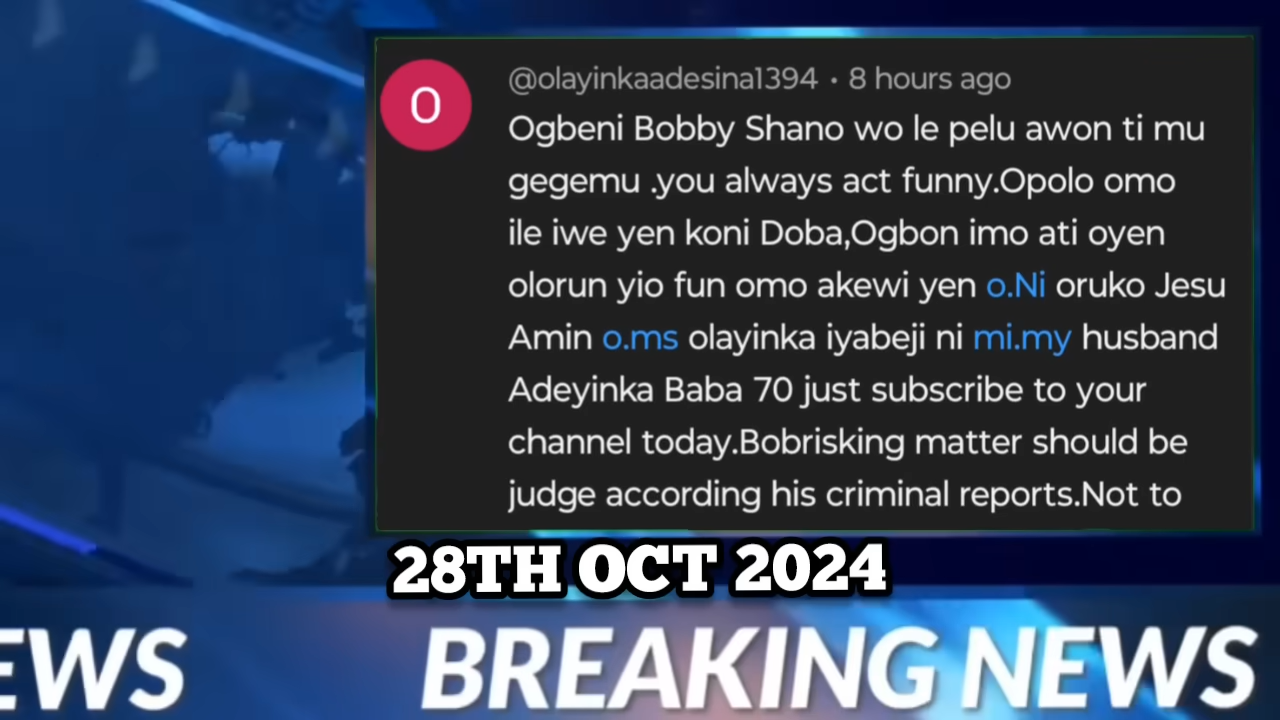 O
@olayinkaadesina1394 • 8 hours ago
Ogbeni Bobby Shano wo le pelu awon ti mu
gegemu .you always act funny.Opolo omo
ile iwe yen koni Doba,Ogbon imo ati oyen
olorun yio fun omo akewi yen o.Ni oruko Jesu
Amin o.ms olayinka iyabeji ni mi.my husband
Adeyinka Baba 70 just subscribe to your
channel today.Bobrisking matter should be
judge according his criminal reports.Not to
28TH OCT 2024
EWS BREAKING NEWS